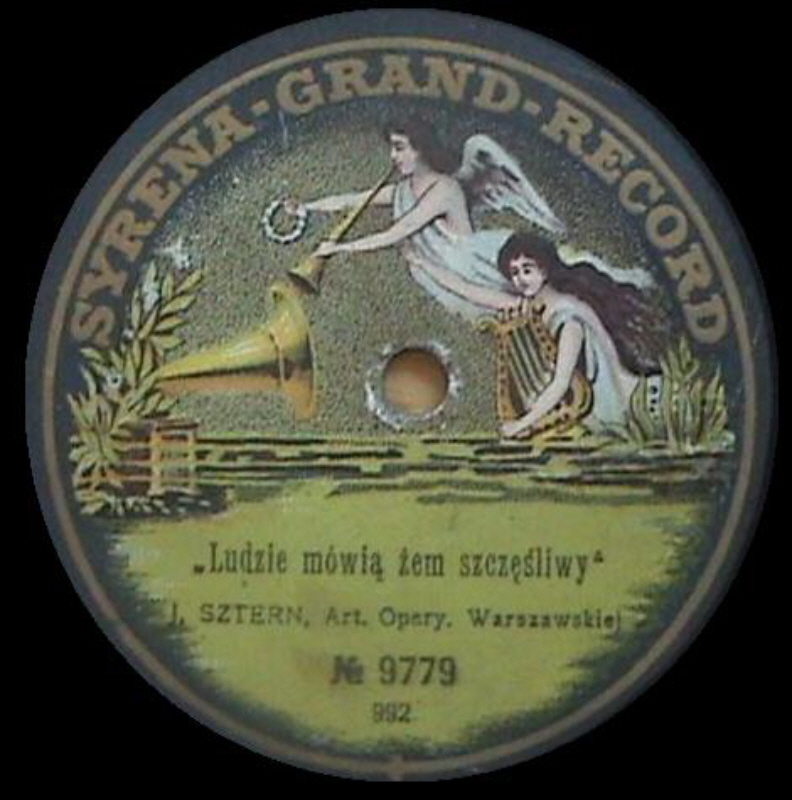 SYRENA-GRAND-RECORD
„Ludzie mówią żem szczęśliwy“
J. SZTERN, Art. Opery. Warszawskiej
№ 9779
992